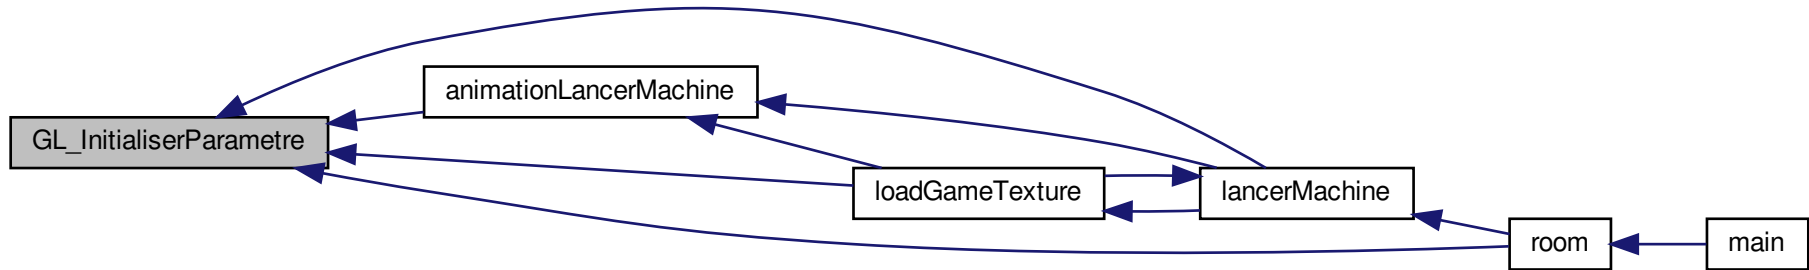 GL_InitialiserParametre
animationLancerMachine
loadGameTexture
lancerMachine
room
main